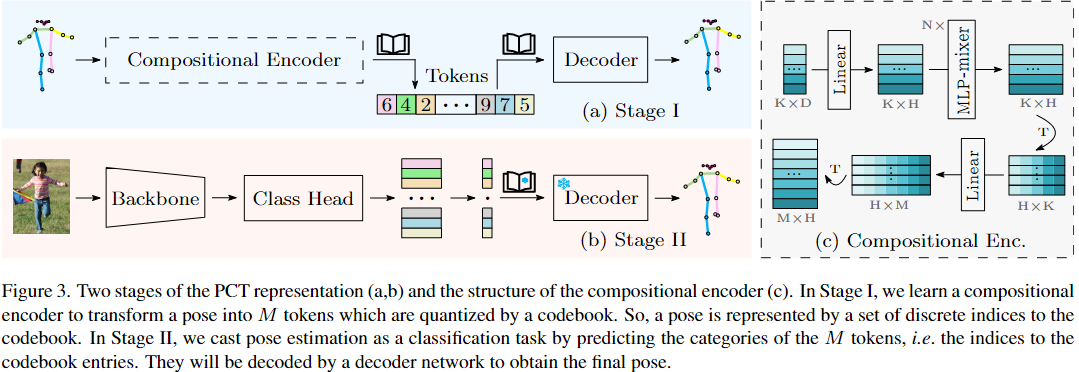 Compositional Encoder
Tokens
6 4 2 ··· 9 7 5
Decoder
(a) Stage I
Backbone
Class Head
···
·
Decoder
(b) Stage II
K×D
···
Linear
K×H
···
N×
MLP-mixer
K×H
···
T
H×K
Linear
H×M
T
M×H
···
(c) Compositional Enc.
Figure 3. Two stages of the PCT representation (a,b) and the structure of the compositional encoder (c). In Stage I, we learn a compositional
encoder to transform a pose into M tokens which are quantized by a codebook. So, a pose is represented by a set of discrete indices to the
codebook. In Stage II, we cast pose estimation as a classification task by predicting the categories of the M tokens, i.e. the indices to the
codebook entries. They will be decoded by a decoder network to obtain the final pose.